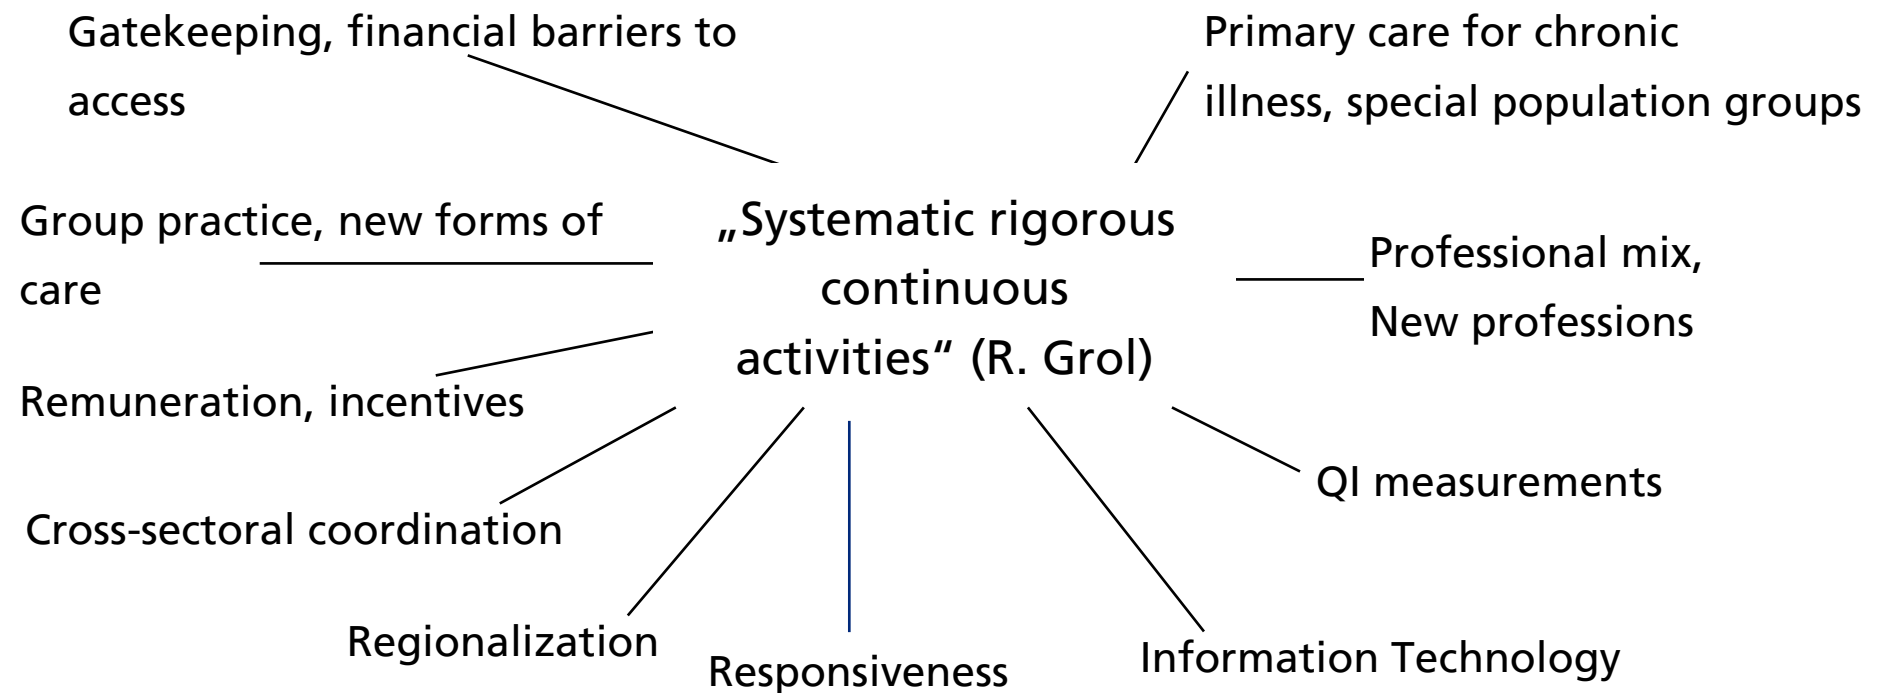 Gatekeeping, financial barriers to
access
Primary care for chronic
illness, special population groups
Group practice, new forms of
care
„Systematic rigorous
continuous
activities“ (R. Grol)
Professional mix,
New professions
Remuneration, incentives
QI measurements
Cross-sectoral coordination
Regionalization
Responsiveness
Information Technology